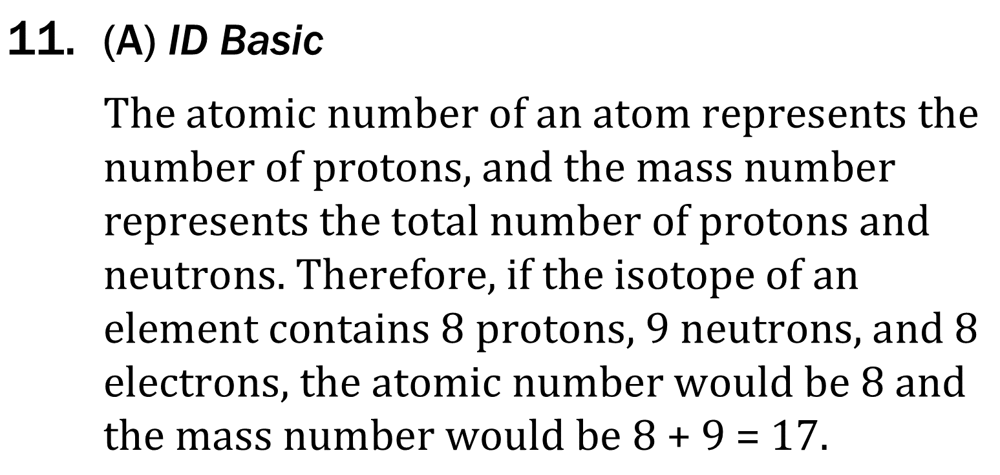 11. (A) ID Basic
The atomic number of an atom represents the
number of protons, and the mass number
represents the total number of protons and
neutrons. Therefore, if the isotope of an
element contains 8 protons, 9 neutrons, and 8
electrons, the atomic number would be 8 and
the mass number would be 8 + 9 = 17.